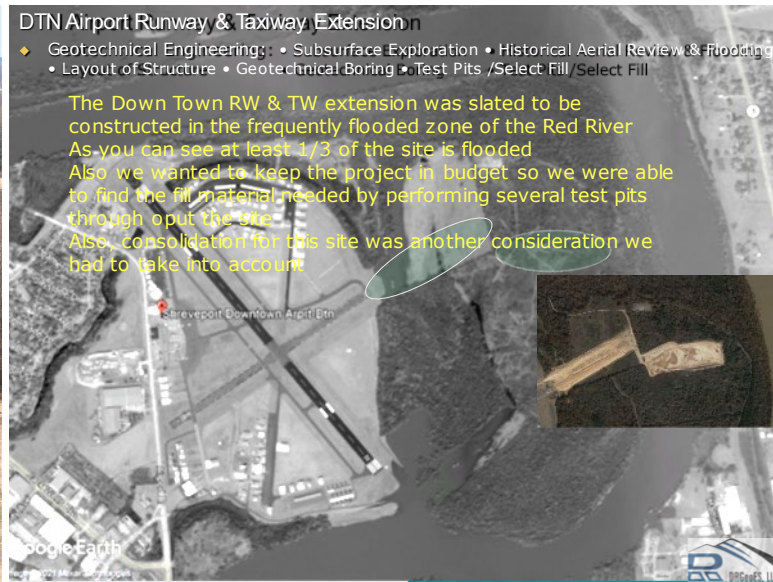 DTN Airport Runway & Taxiway Extension
Geotechnical Engineering: • Subsurface Exploration • Historical Aerial Review & Flooding
• Layout of Structure • Geotechnical Boring • Test Pits /Select Fill
The Down Town RW & TW extension was slated to be
constructed in the frequently flooded zone of the Red River
As you can see at least 1/3 of the site is flooded
Also we wanted to keep the project in budget so we were able
to find the fill material needed by performing several test pits
through oput the site
Also, consolidation for this site was another consideration we
had to take into account
Shreveport Downtown Arprt Dtn
Google Earth